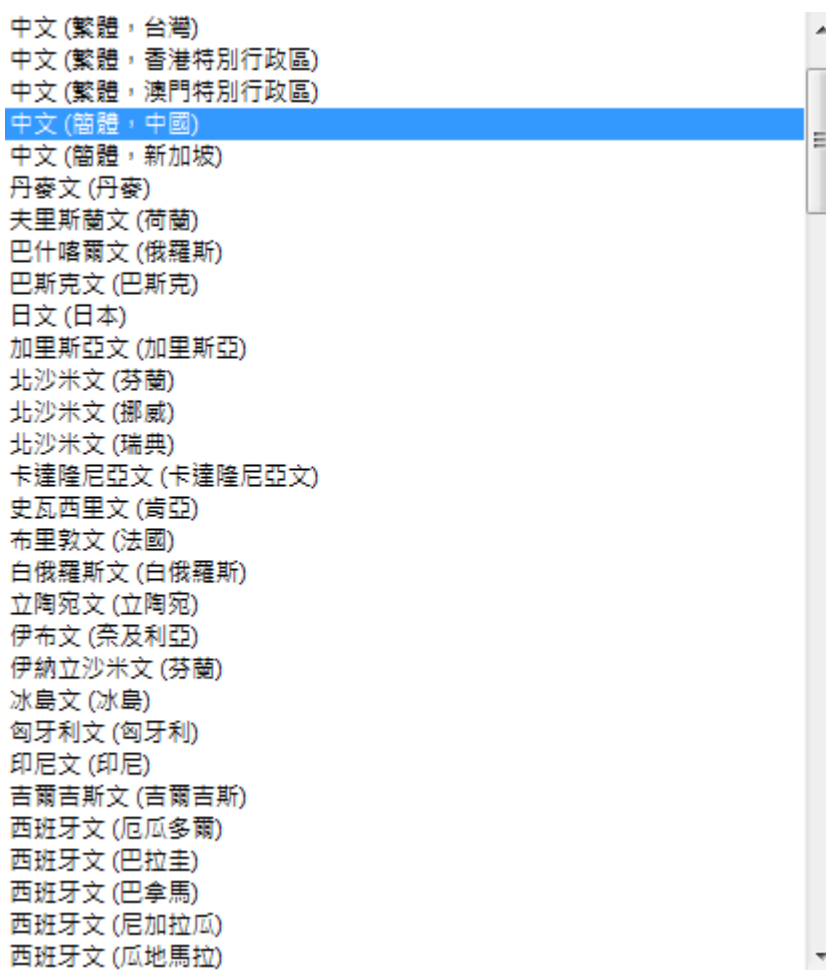 中文 (繁體，台灣)
中文 (繁體，香港特別行政區)
中文 (繁體，澳門特別行政區)
中文 (簡體，中國)
中文 (簡體，新加坡)
丹麥文 (丹麥)
夫里斯蘭文 (荷蘭)
巴什喀爾文 (俄羅斯)
巴斯克文 (巴斯克)
日文 (日本)
加里斯亞文 (加里斯亞)
北沙米文 (芬蘭)
北沙米文 (挪威)
北沙米文 (瑞典)
卡達隆尼亞文 (卡達隆尼亞文)
史瓦西里文 (肯亞)
布里敦文 (法國)
白俄羅斯文 (白俄羅斯)
立陶宛文 (立陶宛)
伊布文 (奈及利亞)
伊納立沙米文 (芬蘭)
冰島文 (冰島)
匈牙利文 (匈牙利)
印尼文 (印尼)
吉爾吉斯文 (吉爾吉斯)
西班牙文 (厄瓜多爾)
西班牙文 (巴拉圭)
西班牙文 (巴拿馬)
西班牙文 (尼加拉瓜)
西班牙文 (瓜地馬拉)